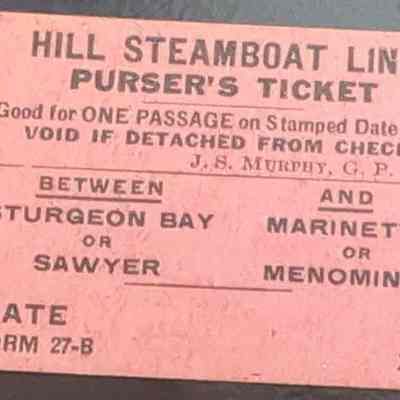 HILL STEAMBOAT LIN
PURSER'S TICKET
Good for ONE PASSAGE on Stamped Date
VOID IF DETACHED FROM CHEC
J. S. MURPHY, G. P.
BETWEEN AND
STURGEON BAY MARINET
OR OR
SAWYER MENOMIN
ATE
ORM 27-B